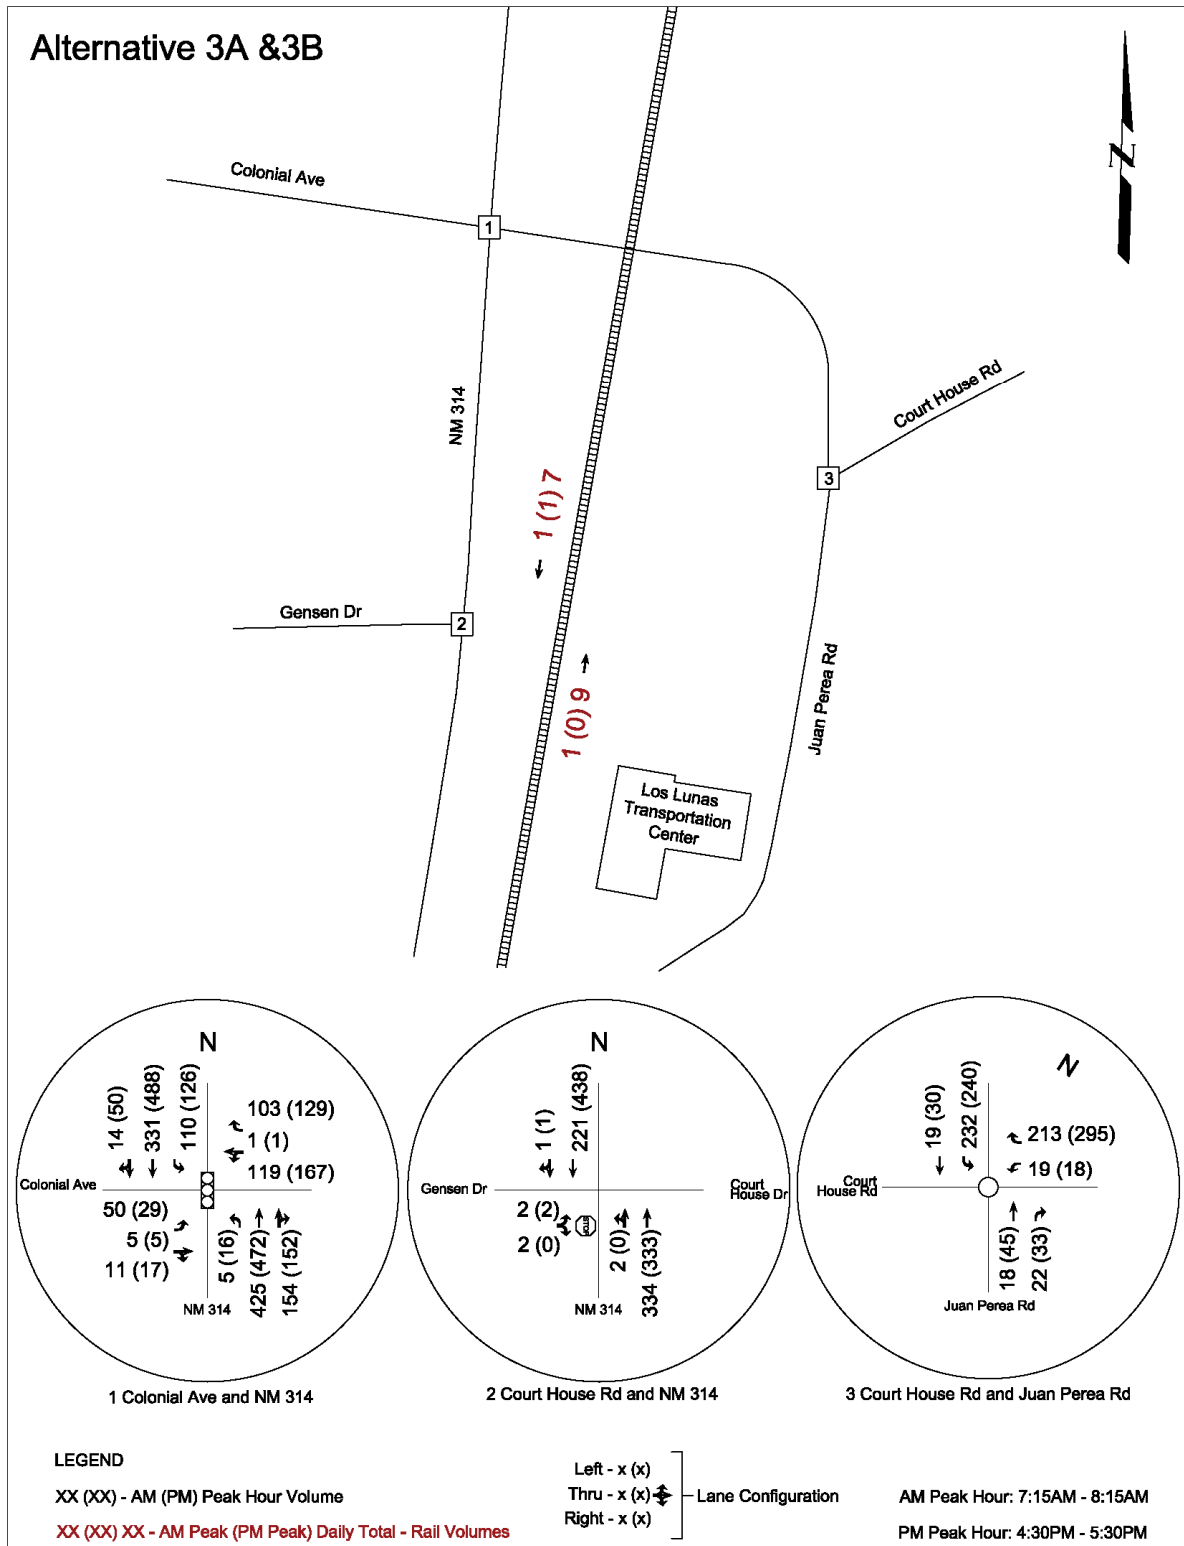 Alternative 3A &3B
N
Colonial Ave
1
Court House Rd
NM 314
3
1 (1) 7
Gensen Dr
2
1 (0) 9
Juan Perea Rd
Los Lunas
Transportation
Center
N
14 (50)
331 (488)
110 (126)
103 (129)
1 (1)
119 (167)
Colonial Ave
50 (29)
5 (5)
11 (17)
5 (16)
425 (472)
154 (152)
NM 314
1 Colonial Ave and NM 314
N
1 (1)
221 (438)
Gensen Dr
Court
House Dr
2 (2)
2 (0)
STOP
2 (0)
334 (333)
NM 314
2 Court House Rd and NM 314
N
19 (30)
232 (240)
213 (295)
19 (18)
Court
House Rd
18 (45)
22 (33)
Juan Perea Rd
3 Court House Rd and Juan Perea Rd
LEGEND
XX (XX) - AM (PM) Peak Hour Volume
XX (XX) XX - AM Peak (PM Peak) Daily Total - Rail Volumes
Left - x (x)
Thru - x (x)
Right - x (x)
Lane Configuration
AM Peak Hour: 7:15AM - 8:15AM
PM Peak Hour: 4:30PM - 5:30PM